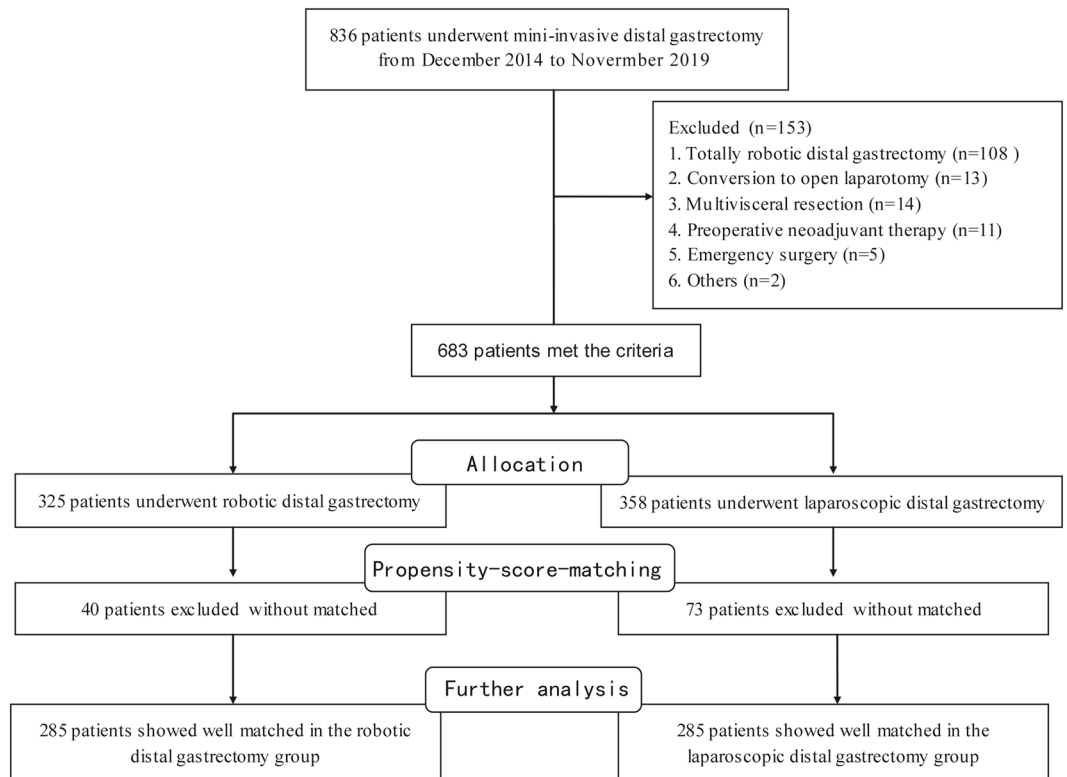 836 patients underwent mini-invasive distal gastrectomy
from December 2014 to Novermber 2019
Excluded (n=153)
1. Totally robotic distal gastrectomy (n=108 )
2. Conversion to open laparotomy (n=13)
3. Multivisceral resection (n=14)
4. Preoperative neoadjuvant therapy (n=11)
5. Emergency surgery (n=5)
6. Others (n=2)
683 patients met the criteria
Allocation
325 patients underwent robotic distal gastrectomy
358 patients underwent laparoscopic distal gastrectomy
Propensity-score-matching
40 patients excluded without matched
73 patients excluded without matched
Further analysis
285 patients showed well matched in the robotic
distal gastrectomy group
285 patients showed well matched in the
laparoscopic distal gastrectomy group